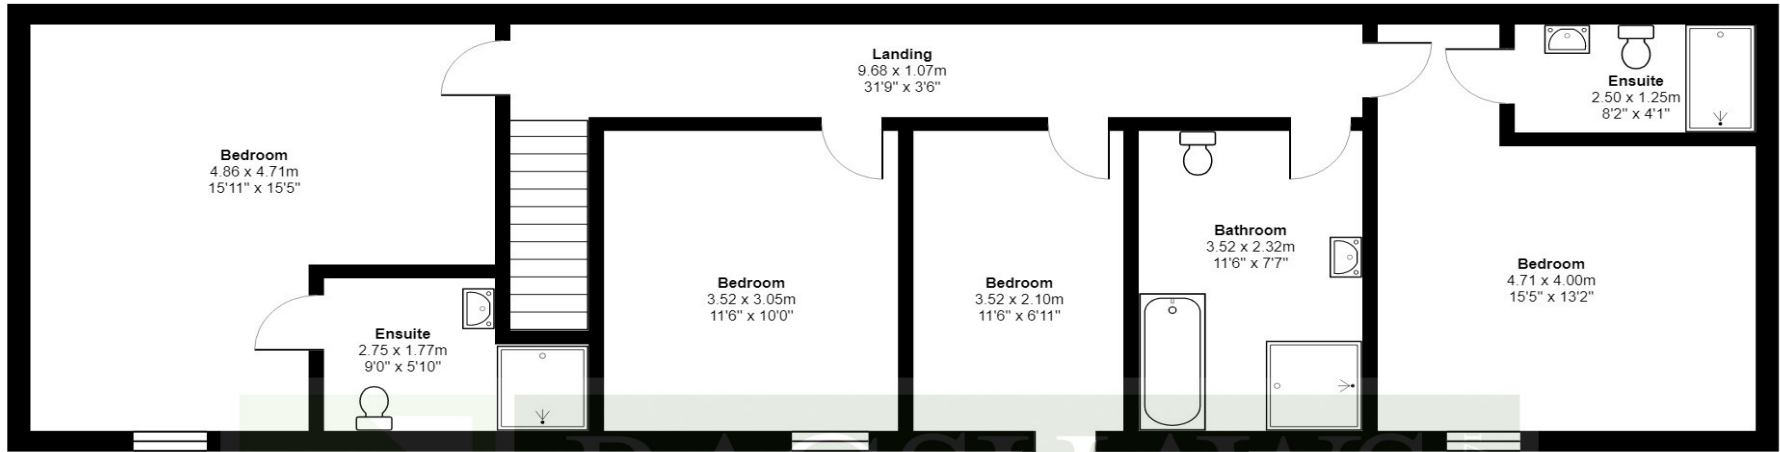 Landing
9.68 x 1.07m
31'9" x 3'6"
Ensuite
2.50 x 1.25m
8'2" x 4'1"
Bedroom
4.86 x 4.71m
15'11" x 15'5"
Bathroom
3.52 x 2.32m
11'6" x 7'7"
Bedroom
4.71 x 4.00m
15'5" x 13'2"
Bedroom
3.52 x 3.05m
11'6" x 10'0"
Bedroom
3.52 x 2.10m
11'6" x 6'11"
Ensuite
2.75 x 1.77m
9'0" x 5'10"